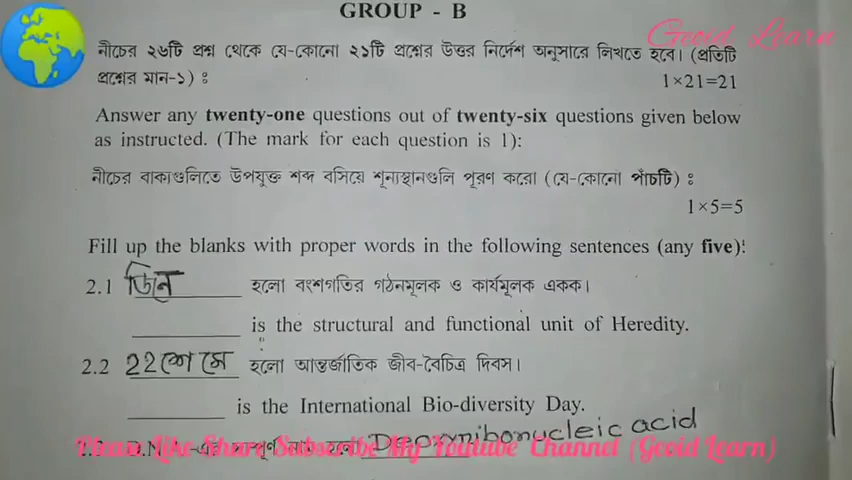 GROUP - B
Geoid Learn
নীচের ২৬টি প্রশ্ন থেকে যে-কোনো ২১টি প্রশ্নের উত্তর নির্দেশ অনুসারে লিখতে হবে। (প্রতিটি
প্রশ্নের মান-১) ঃ 1×21=21
Answer any twenty-one questions out of twenty-six questions given below
as instructed. (The mark for each question is 1):
নীচের বাক্যগুলিতে উপযুক্ত শব্দ বসিয়ে শূন্যস্থানগুলি পূরণ করো (যে-কোনো পাঁচটি) ঃ
1×5=5
Fill up the blanks with proper words in the following sentences (any five):
2.1 জিন হলো বংশগতির গঠনমূলক ও কার্যমূলক একক।
is the structural and functional unit of Heredity.
2.2 22শে মে হলো আন্তর্জাতিক জীব-বৈচিত্র দিবস।
is the International Bio-diversity Day.
2.3 D.N.A-এর সম্পূর্ণ নাম হলো Deoxyribonucleic acid
Please Like Share Subscribe My Youtube Channel (Geoid Learn)